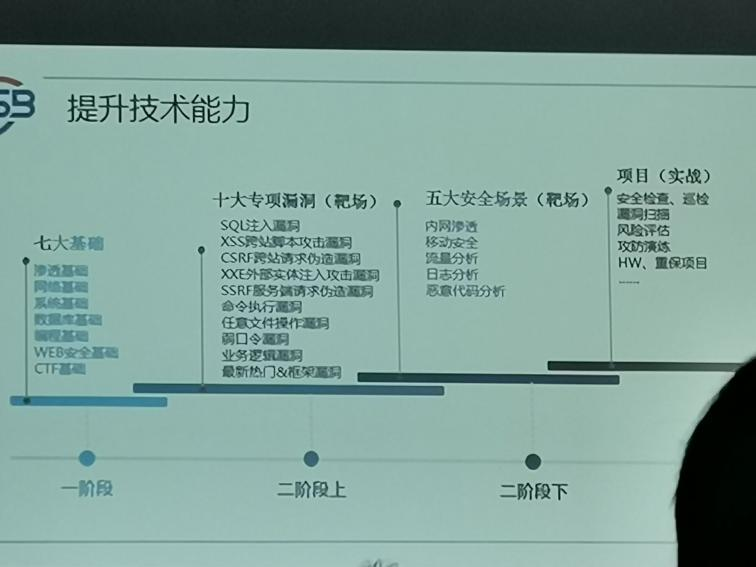 SB
提升技术能力
七大基础
渗透基础
网络基础
系统基础
数据库基础
编程基础
WEB安全基础
CTF基础
十大专项漏洞（靶场）
SQL注入漏洞
XSS跨站脚本攻击漏洞
CSRF跨站请求伪造漏洞
XXE外部实体注入攻击漏洞
SSRF服务端请求伪造漏洞
命令执行漏洞
任意文件操作漏洞
弱口令漏洞
业务逻辑漏洞
最新热门&框架漏洞
五大安全场景（靶场）
内网渗透
移动安全
流量分析
日志分析
恶意代码分析
项目（实战）
安全检查、巡检
漏洞扫描
风险评估
攻防演练
HW、重保项目
......
一阶段
二阶段上
二阶段下